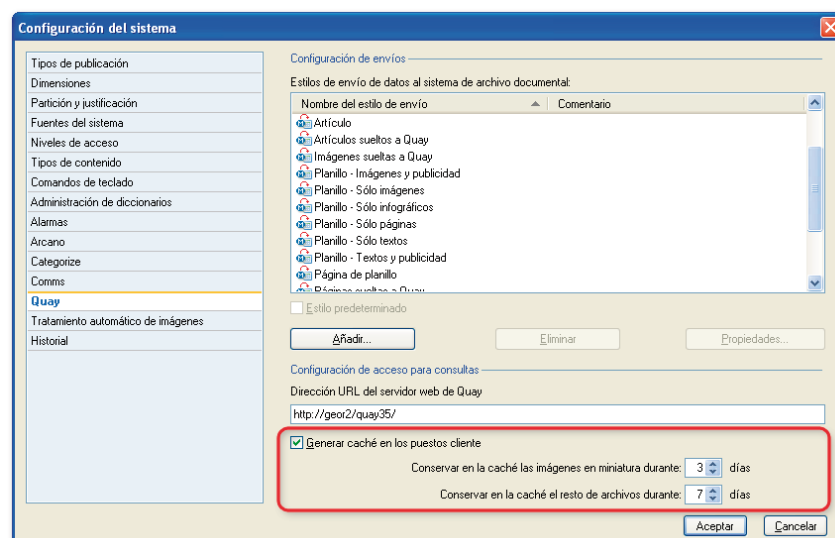 Configuración del sistema
Tipos de publicación
Dimensiones
Partición y justificación
Fuentes del sistema
Niveles de acceso
Tipos de contenido
Comandos de teclado
Administración de diccionarios
Alarmas
Arcano
Categorize
Comms
Quay
Tratamiento automático de imágenes
Historial
Configuración de envíos
Estilos de envío de datos al sistema de archivo documental:
Nombre del estilo de envío Comentario
Artículo
Artículos sueltos a Quay
Imágenes sueltas a Quay
Planillo - Imágenes y publicidad
Planillo - Sólo imágenes
Planillo - Sólo infográficos
Planillo - Sólo páginas
Planillo - Sólo textos
Planillo - Textos y publicidad
Página de planillo
Páginas sueltas a Quay
Estilo predeterminado
Añadir... Eliminar Propiedades...
Configuración de acceso para consultas
Dirección URL del servidor web de Quay
http://geor2/quay35/
Generar caché en los puestos cliente
Conservar en la caché las imágenes en miniatura durante: 3 días
Conservar en la caché el resto de archivos durante: 7 días
Aceptar Cancelar